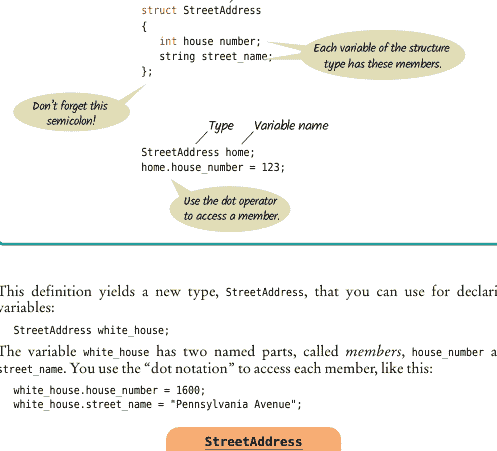 struct StreetAddress
{
int house number;
string street_name;
};
Each variable of the structure
type has these members.
Don't forget this
semicolon!
Type Variable name
StreetAddress home;
home.house_number = 123;
Use the dot operator
to access a member.
This definition yields a new type, StreetAddress, that you can use for declari
variables:
StreetAddress white_house;
The variable white_house has two named parts, called members, house_number a
street_name. You use the “dot notation” to access each member, like this:
white_house.house_number = 1600;
white_house.street_name = "Pennsylvania Avenue";
StreetAddress